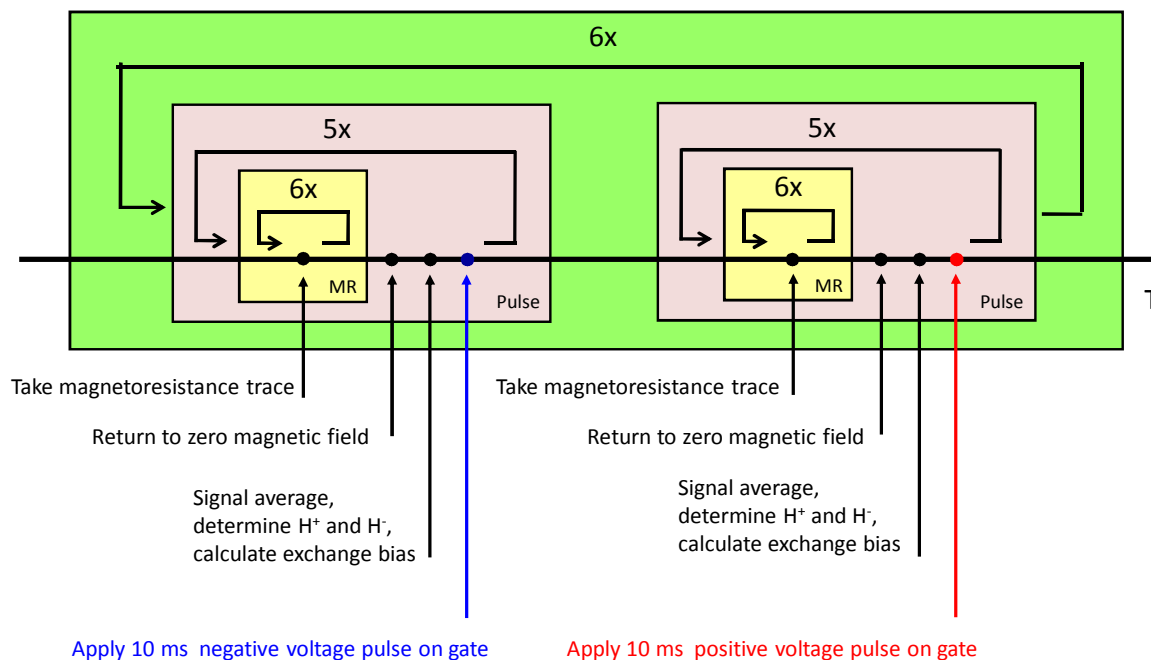 6x
5x
5x
6x
6x
MR
MR
Pulse
Pulse
T
Take magnetoresistance trace
Take magnetoresistance trace
Return to zero magnetic field
Return to zero magnetic field
Signal average,
determine H⁺ and H⁻,
calculate exchange bias
Signal average,
determine H⁺ and H⁻,
calculate exchange bias
Apply 10 ms  negative voltage pulse on gate
Apply 10 ms  positive voltage pulse on gate